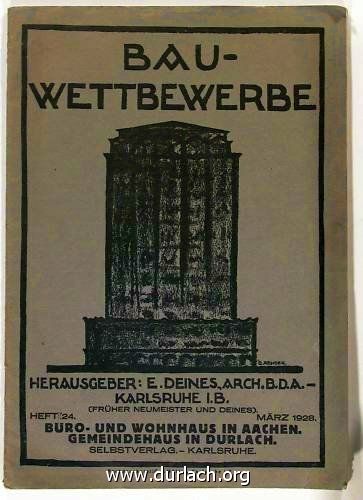 BAU-
WETTBEWERBE
HERAUSGEBER: E. DEINES, ARCH. B.D.A.-
KARLSRUHE I.B.
(FRÜHER NEUMEISTER UND DEINES).
HEFT 24. MÄRZ 1928.
BÜRO- UND WOHNHAUS IN AACHEN.
GEMEINDEHAUS IN DURLACH.
SELBSTVERLAG.-KARLSRUHE.
www.durlach.org